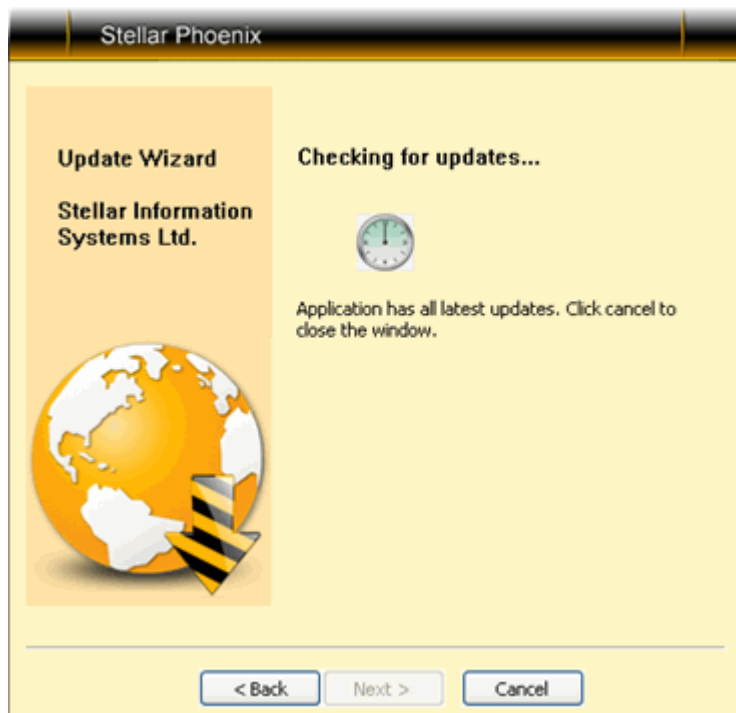 Stellar Phoenix
Update Wizard
Stellar Information
Systems Ltd.
Checking for updates...
Application has all latest updates. Click cancel to
close the window.
< Back
Next >
Cancel